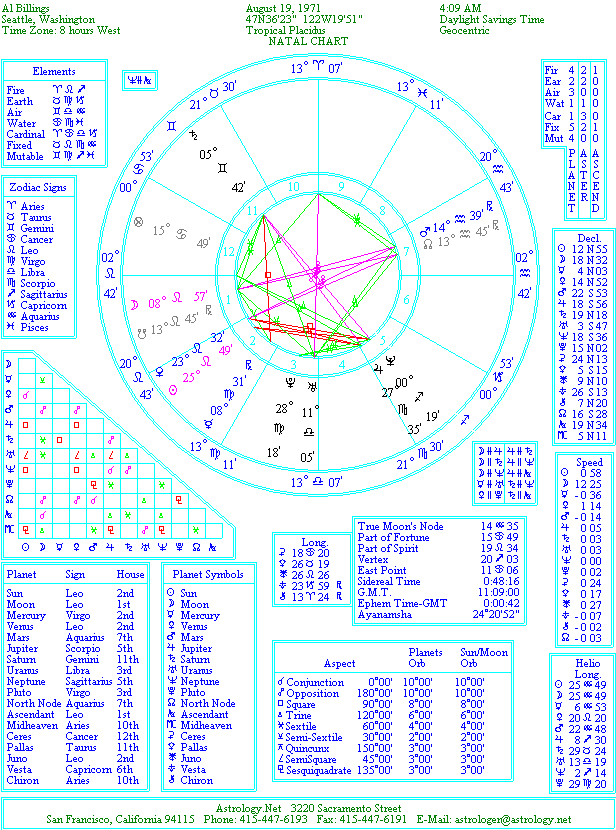 Al Billings August 19, 1971 4:09 AM
Seattle, Washington 47N36'23" 122W19'51" Daylight Savings Time
Time Zone: 8 hours West Tropical Placidus Geocentric
NATAL CHART
Elements
Fire ♈ ♌ ♐
Earth ♉ ♍ ♑
Air ♊ ♎ ♒
Water ♋ ♏ ♓
Cardinal ♈ ♋ ♎ ♑
Fixed ♉ ♌ ♏ ♒
Mutable ♊ ♍ ♐ ♓
Zodiac Signs
♈ Aries
♉ Taurus
♊ Gemini
♋ Cancer
♌ Leo
♍ Virgo
♎ Libra
♏ Scorpio
♐ Sagittarius
♑ Capricorn
♒ Aquarius
♓ Pisces
13° ♈ 07'
21° ♉ 30'
♓ 13° 11'
♊
♄ 05° ♊ 42'
♋ 00° 53'
20° ♒ 43'
00° ♑ 53'
⊗ 15° ♋ 49'
♂ 14° ♒ 39' ℞
☊ 13° ♒ 45' ℞
02° ♌ 42'
02° ♒ 42'
☽ 08° ♌ 57'
☋ 13° ♌ 45' ℞
♀ 23° ♌ 32'
☉ 25° ♌ 49'
20° ♌ 43'
☿ 08° ♍ 31' ℞
♇ 28° ♍ 18'
♅ 11° ♎ 05'
♃ 27° ♏ 35'
♆ 00° ♐ 19'
♐
13° ♍ 11'
13° ♎ 07'
21° ♏ 30'
10 9
11 8
12 7
1 6
2 5
3 4
Fir 4 2 1
Ear 2 2 0
Air 3 0 0
Wat 1 1 0
Car 1 3 0
Fix 5 2 1
Mut 4 0 0
PLANET ASTER ASCEND
Decl.
☉ 12 N 55
☽ 18 N 32
☿ 4 N 03
♀ 14 N 52
♂ 22 S 53
♃ 18 S 56
♄ 19 N 18
♅ 3 S 47
♆ 18 S 36
♇ 15 N 02
⚳ 24 N 13
⚴ 5 S 15
⚵ 9 N 10
⚶ 26 S 13
⚷ 7 N 20
☊ 16 S 28
19 N 34
MC 5 N 11
Speed
☉ 0 58
☽ 12 25
☿ -0 36
♀ 1 14
♂ -0 14
♃ 0 05
♄ 0 03
♅ 0 03
♆ 0 00
♇ 0 02
⚳ 0 24
⚴ 0 17
⚵ 0 27
⚶ -0 02
⚷ -0 02
☊ -0 03
Long.
⚳ 18 ♋ 20
⚴ 26 ♉ 19
⚵ 26 ♌ 26
⚶ 23 ♑ 59 ℞
⚷ 13 ♈ 24 ℞
True Moon's Node 14 ♒ 35
Part of Fortune 15 ♋ 49
Part of Spirit 19 ♌ 34
Vertex 20 ♐ 03
East Point 11 ♋ 06
Sidereal Time 0:48:16
G.M.T. 11:09:00
Ephem Time-GMT 0:00:42
Ayanamsha 24°20'52"
Planet Sign House
Sun Leo 2nd
Moon Leo 1st
Mercury Virgo 2nd
Venus Leo 2nd
Mars Aquarius 7th
Jupiter Scorpio 5th
Saturn Gemini 11th
Uranus Libra 3rd
Neptune Sagittarius 5th
Pluto Virgo 3rd
North Node Aquarius 7th
Ascendant Leo 1st
Midheaven Aries 10th
Ceres Cancer 12th
Pallas Taurus 11th
Juno Leo 2nd
Vesta Capricorn 6th
Chiron Aries 10th
Planet Symbols
☉ Sun
☽ Moon
☿ Mercury
♀ Venus
♂ Mars
♃ Jupiter
♄ Saturn
♅ Uranus
♆ Neptune
♇ Pluto
☊ North Node
Ascendant
MC Midheaven
⚳ Ceres
⚴ Pallas
⚵ Juno
⚶ Vesta
⚷ Chiron
Planets Sun/Moon
Aspect Orb Orb
☌ Conjunction 0°00' 10°00' 10°00'
☍ Opposition 180°00' 10°00' 10°00'
□ Square 90°00' 8°00' 8°00'
△ Trine 120°00' 6°00' 6°00'
⚹ Sextile 60°00' 4°00' 4°00'
⚺ Semi-Sextile 30°00' 2°00' 2°00'
⚻ Quincunx 150°00' 3°00' 3°00'
∠ SemiSquare 45°00' 3°00' 3°00'
⚼ Sesquiquadrate 135°00' 3°00' 3°00'
Helio
Long.
☉ 25 ♒ 49
☽ 25 ♒ 49
☿ 6 ♒ 53
♀ 20 ♌ 20
♂ 22 ♒ 48
♃ 8 ♐ 30
♄ 29 ♉ 24
♅ 13 ♎ 19
♆ 2 ♐ 14
♇ 29 ♍ 20
Astrology.Net 3220 Sacramento Street
San Francisco, California 94115 Phone: 415-447-6193 Fax: 415-447-6191 E-Mail: astrologer@astrology.net